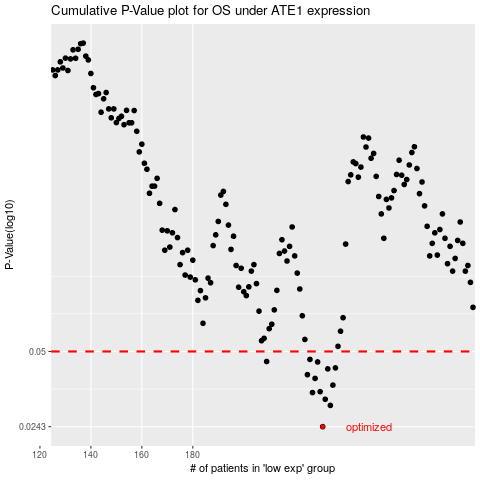 Cumulative P-Value plot for OS under ATE1 expression
P-Value(log10)
0.05
0.0243
optimized
120 140 160 180
# of patients in 'low exp' group